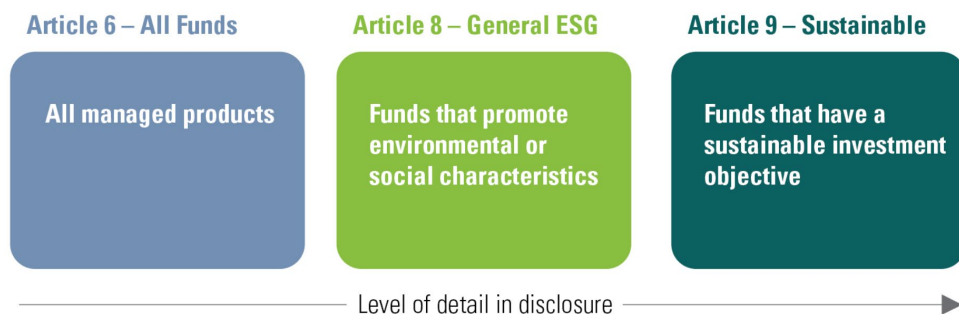 Article 6 – All Funds
All managed products
Article 8 – General ESG
Funds that promote
environmental or
social characteristics
Article 9 – Sustainable
Funds that have a
sustainable investment
objective
Level of detail in disclosure